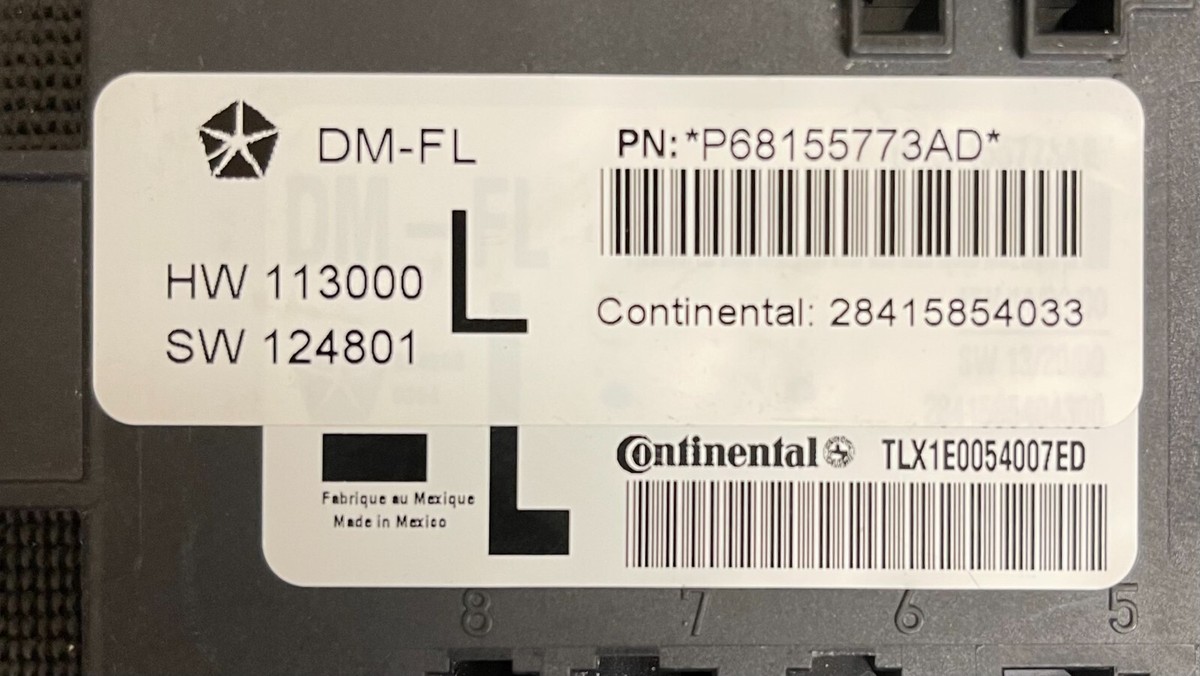 DM-FL
PN: *P68155773AD*
HW 113000
L
SW 124801
Continental: 28415854033
L
Fabrique au Mexique
Made in Mexico
Continental TLX1E0054007ED
8 7 6 5